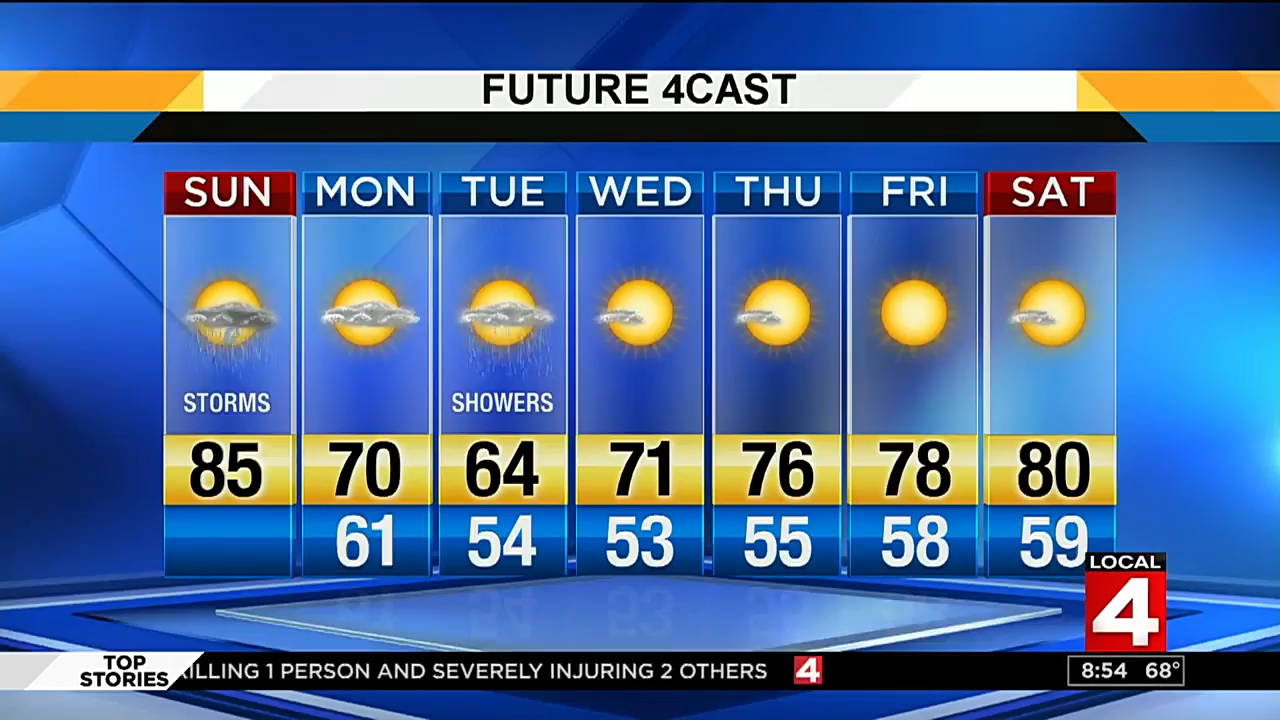 FUTURE 4CAST
SUN MON TUE WED THU FRI SAT
STORMS SHOWERS
85 70 64 71 76 78 80
61 54 53 55 58 59
LOCAL
4
TOP
STORIES
ILLING 1 PERSON AND SEVERELY INJURING 2 OTHERS 4 8:54 68°